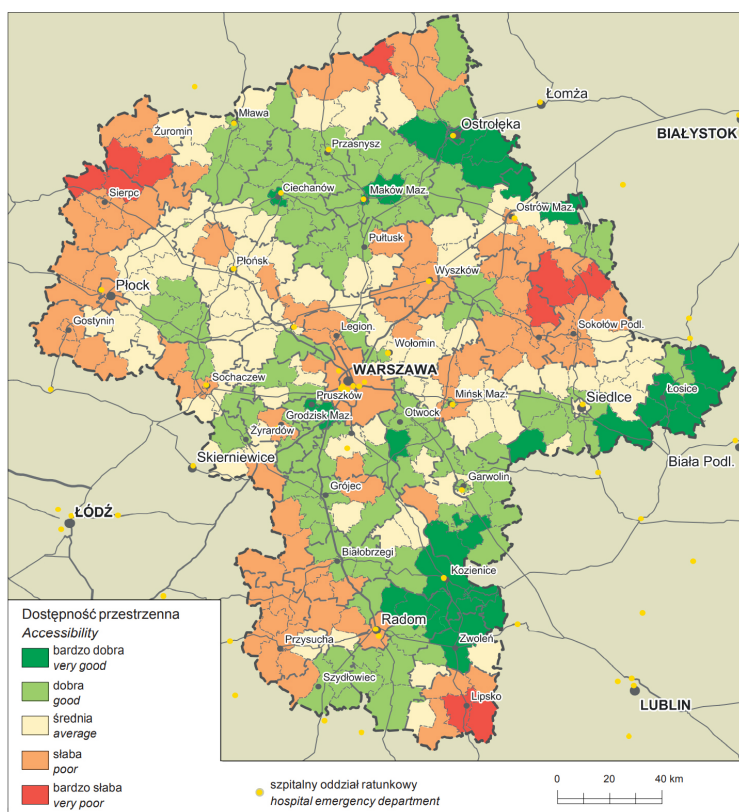 Łomża
BIAŁYSTOK
Mława
Ostrołęka
Żuromin
Przasnysz
Sierpc
Ciechanów
Maków Maz.
Ostrów Maz.
Pułtusk
Płońsk
Wyszków
Płock
Gostynin
Legion.
Sokołów Podl.
Wołomin
WARSZAWA
Sochaczew
Pruszków
Mińsk Maz.
Siedlce
Łosice
Grodzisk Maz.
Otwock
Żyrardów
Skierniewice
Biała Podl.
Garwolin
Grójec
ŁÓDŹ
Białobrzegi
Kozienice
Radom
Przysucha
Zwoleń
Szydłowiec
Lipsko
LUBLIN
Dostępność przestrzenna
Accessibility
bardzo dobra
very good
dobra
good
średnia
average
słaba
poor
bardzo słaba
very poor
szpitalny oddział ratunkowy
hospital emergency department
0 20 40 km